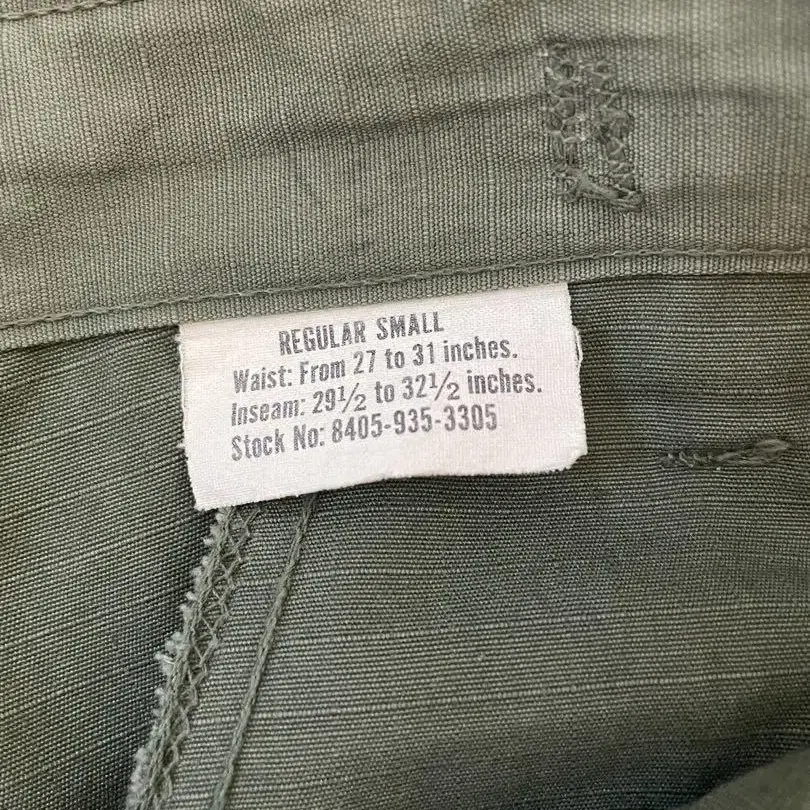 REGULAR SMALL
Waist: From 27 to 31 inches.
Inseam: 29½ to 32½ inches.
Stock No: 8405-935-3305